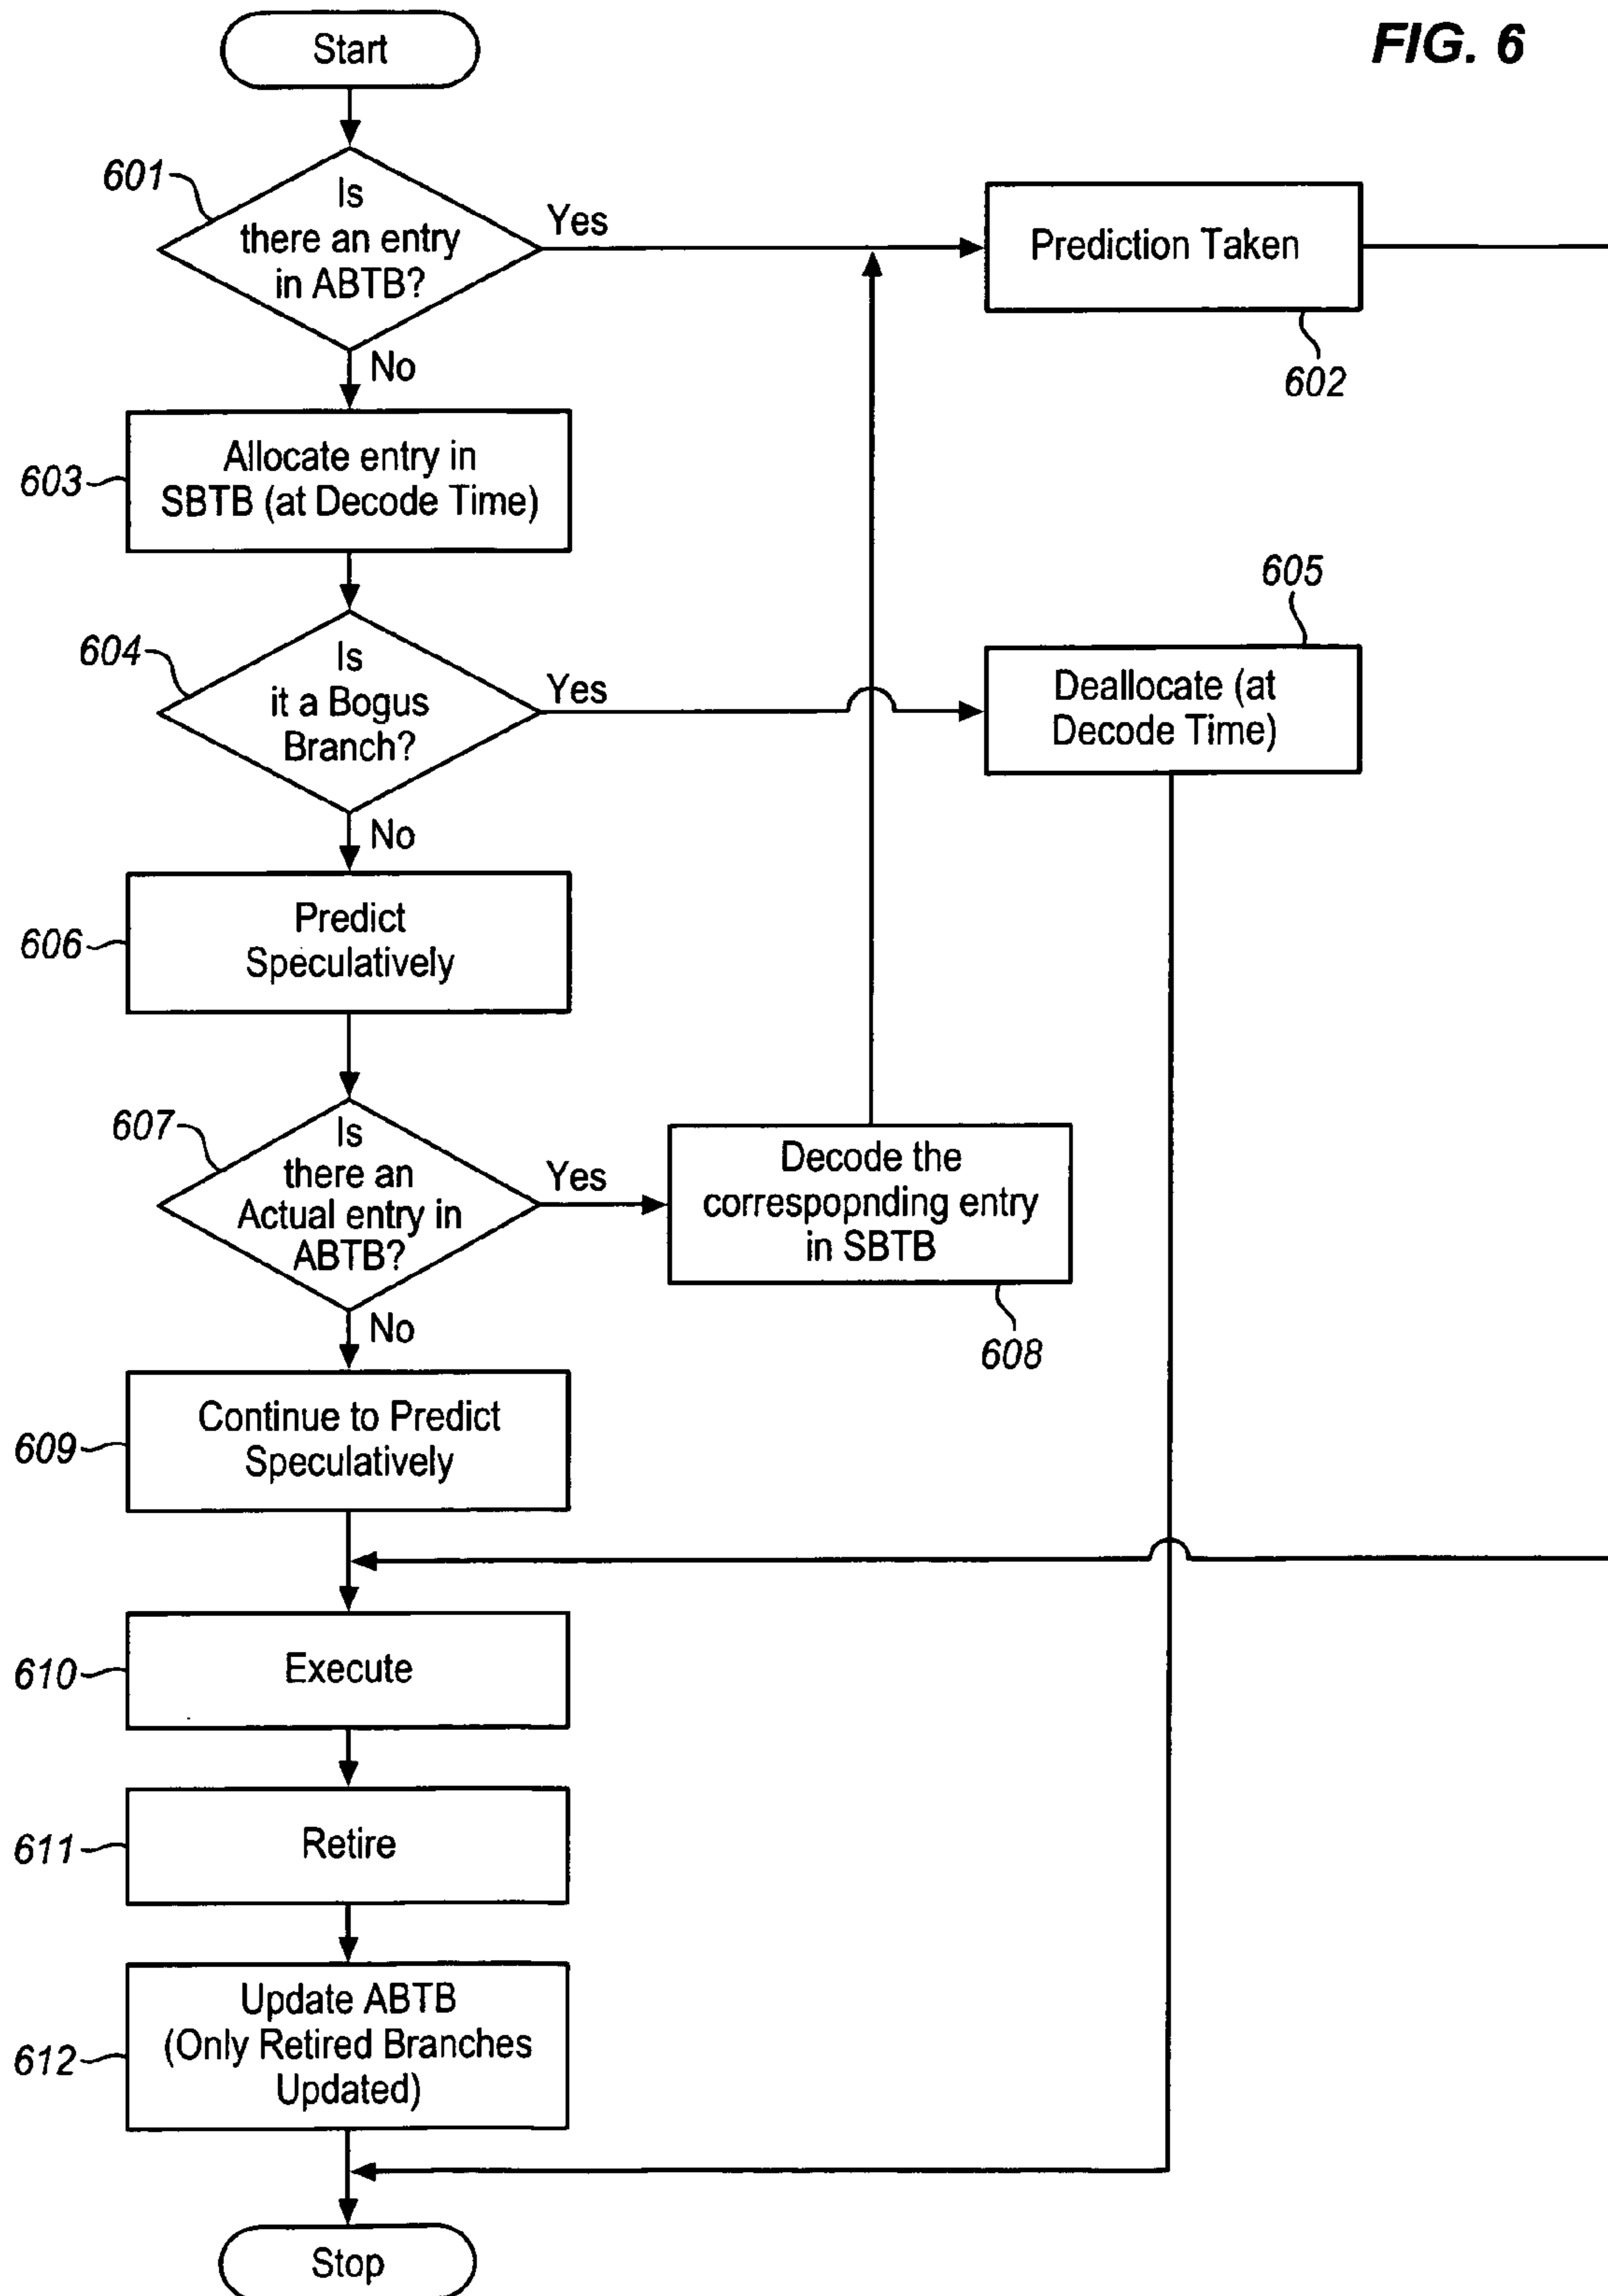 FIG. 6
Start
601
Is
there an entry
in ABTB?
Yes
No
Prediction Taken
602
603
Allocate entry in
SBTB (at Decode Time)
604
Is
it a Bogus
Branch?
Yes
No
605
Deallocate (at
Decode Time)
606
Predict
Speculatively
607
Is
there an
Actual entry in
ABTB?
Yes
No
Decode the
correspopnding entry
in SBTB
608
609
Continue to Predict
Speculatively
610
Execute
611
Retire
612
Update ABTB
(Only Retired Branches
Updated)
Stop